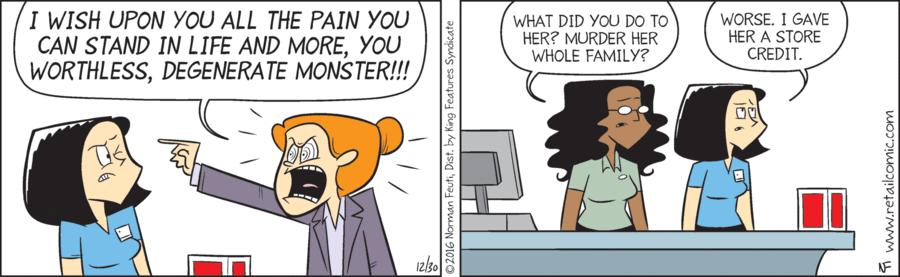 I WISH UPON YOU ALL THE PAIN YOU
CAN STAND IN LIFE AND MORE, YOU
WORTHLESS, DEGENERATE MONSTER!!!
12/30
©2016 Norman Feuti, Dist. by King Features Syndicate
WHAT DID YOU DO TO
HER? MURDER HER
WHOLE FAMILY?
WORSE. I GAVE
HER A STORE
CREDIT.
www.retailcomic.com
NF